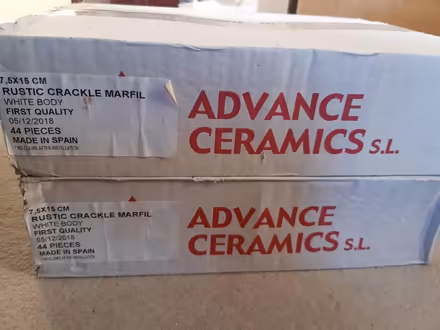 7,5X15 CM
RUSTIC CRACKLE MARFIL
WHITE BODY
FIRST QUALITY
05/12/2018
44 PIECES
MADE IN SPAIN
ADVANCE
CERAMICS S.L.
7,5X15 CM
RUSTIC CRACKLE MARFIL
WHITE BODY
FIRST QUALITY
05/12/2018
44 PIECES
MADE IN SPAIN
ADVANCE
CERAMICS S.L.